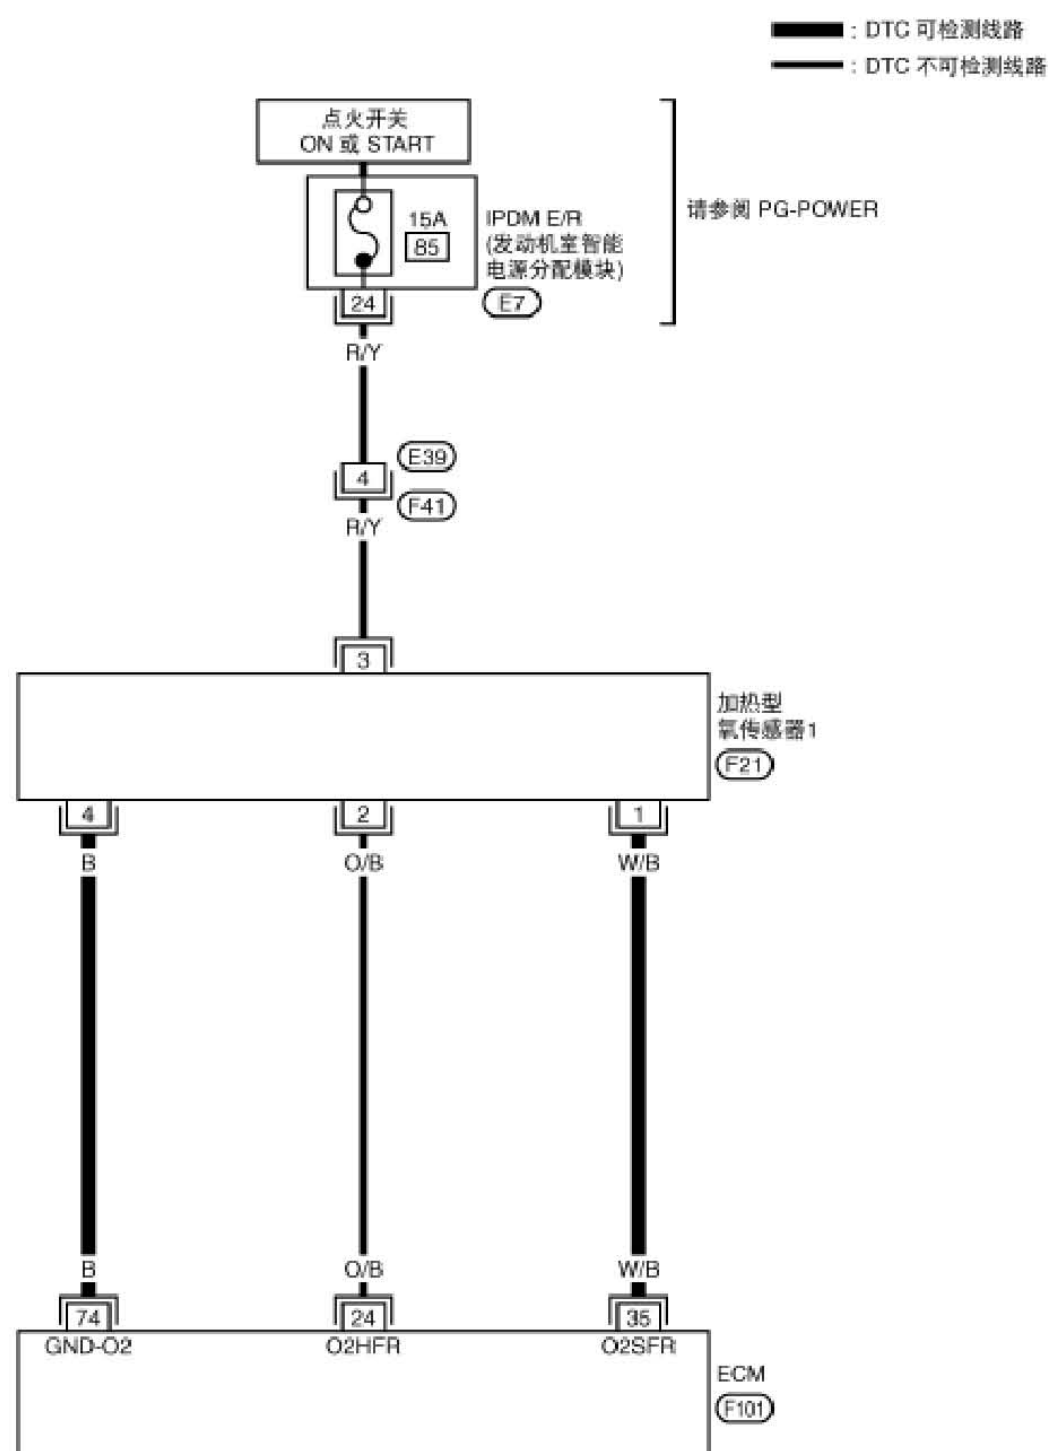 : DTC 可检测线路
: DTC 不可检测线路
点火开关
ON 或 START
请参阅 PG-POWER
15A
85
IPDM E/R
(发动机室智能
电源分配模块)
24
E7
R/Y
E39
4
F41
R/Y
3
加热型
氧传感器1
F21
4 2 1
B O/B W/B
B O/B W/B
74 24 35
GND-O2 O2HFR O2SFR
ECM
F101